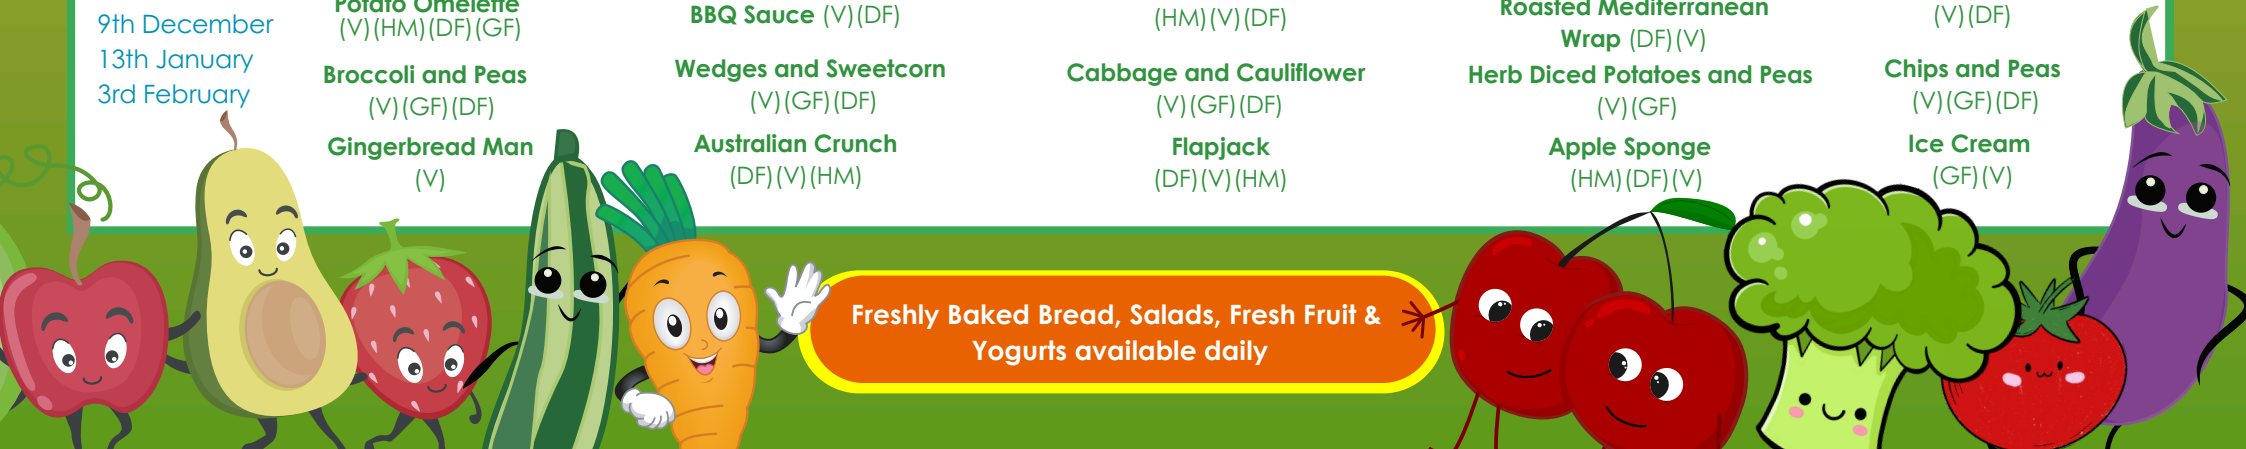 9th December
13th January
3rd February
Potato Omelette
(V)(HM)(DF)(GF)
Broccoli and Peas
(V)(GF)(DF)
Gingerbread Man
(V)
BBQ Sauce (V)(DF)
Wedges and Sweetcorn
(V)(GF)(DF)
Australian Crunch
(DF)(V)(HM)
(HM)(V)(DF)
Cabbage and Cauliflower
(V)(GF)(DF)
Flapjack
(DF)(V)(HM)
Roasted Mediterranean
Wrap (DF)(V)
Herb Diced Potatoes and Peas
(V)(GF)
Apple Sponge
(HM)(DF)(V)
(V)(DF)
Chips and Peas
(V)(GF)(DF)
Ice Cream
(GF)(V)
Freshly Baked Bread, Salads, Fresh Fruit &
Yogurts available daily